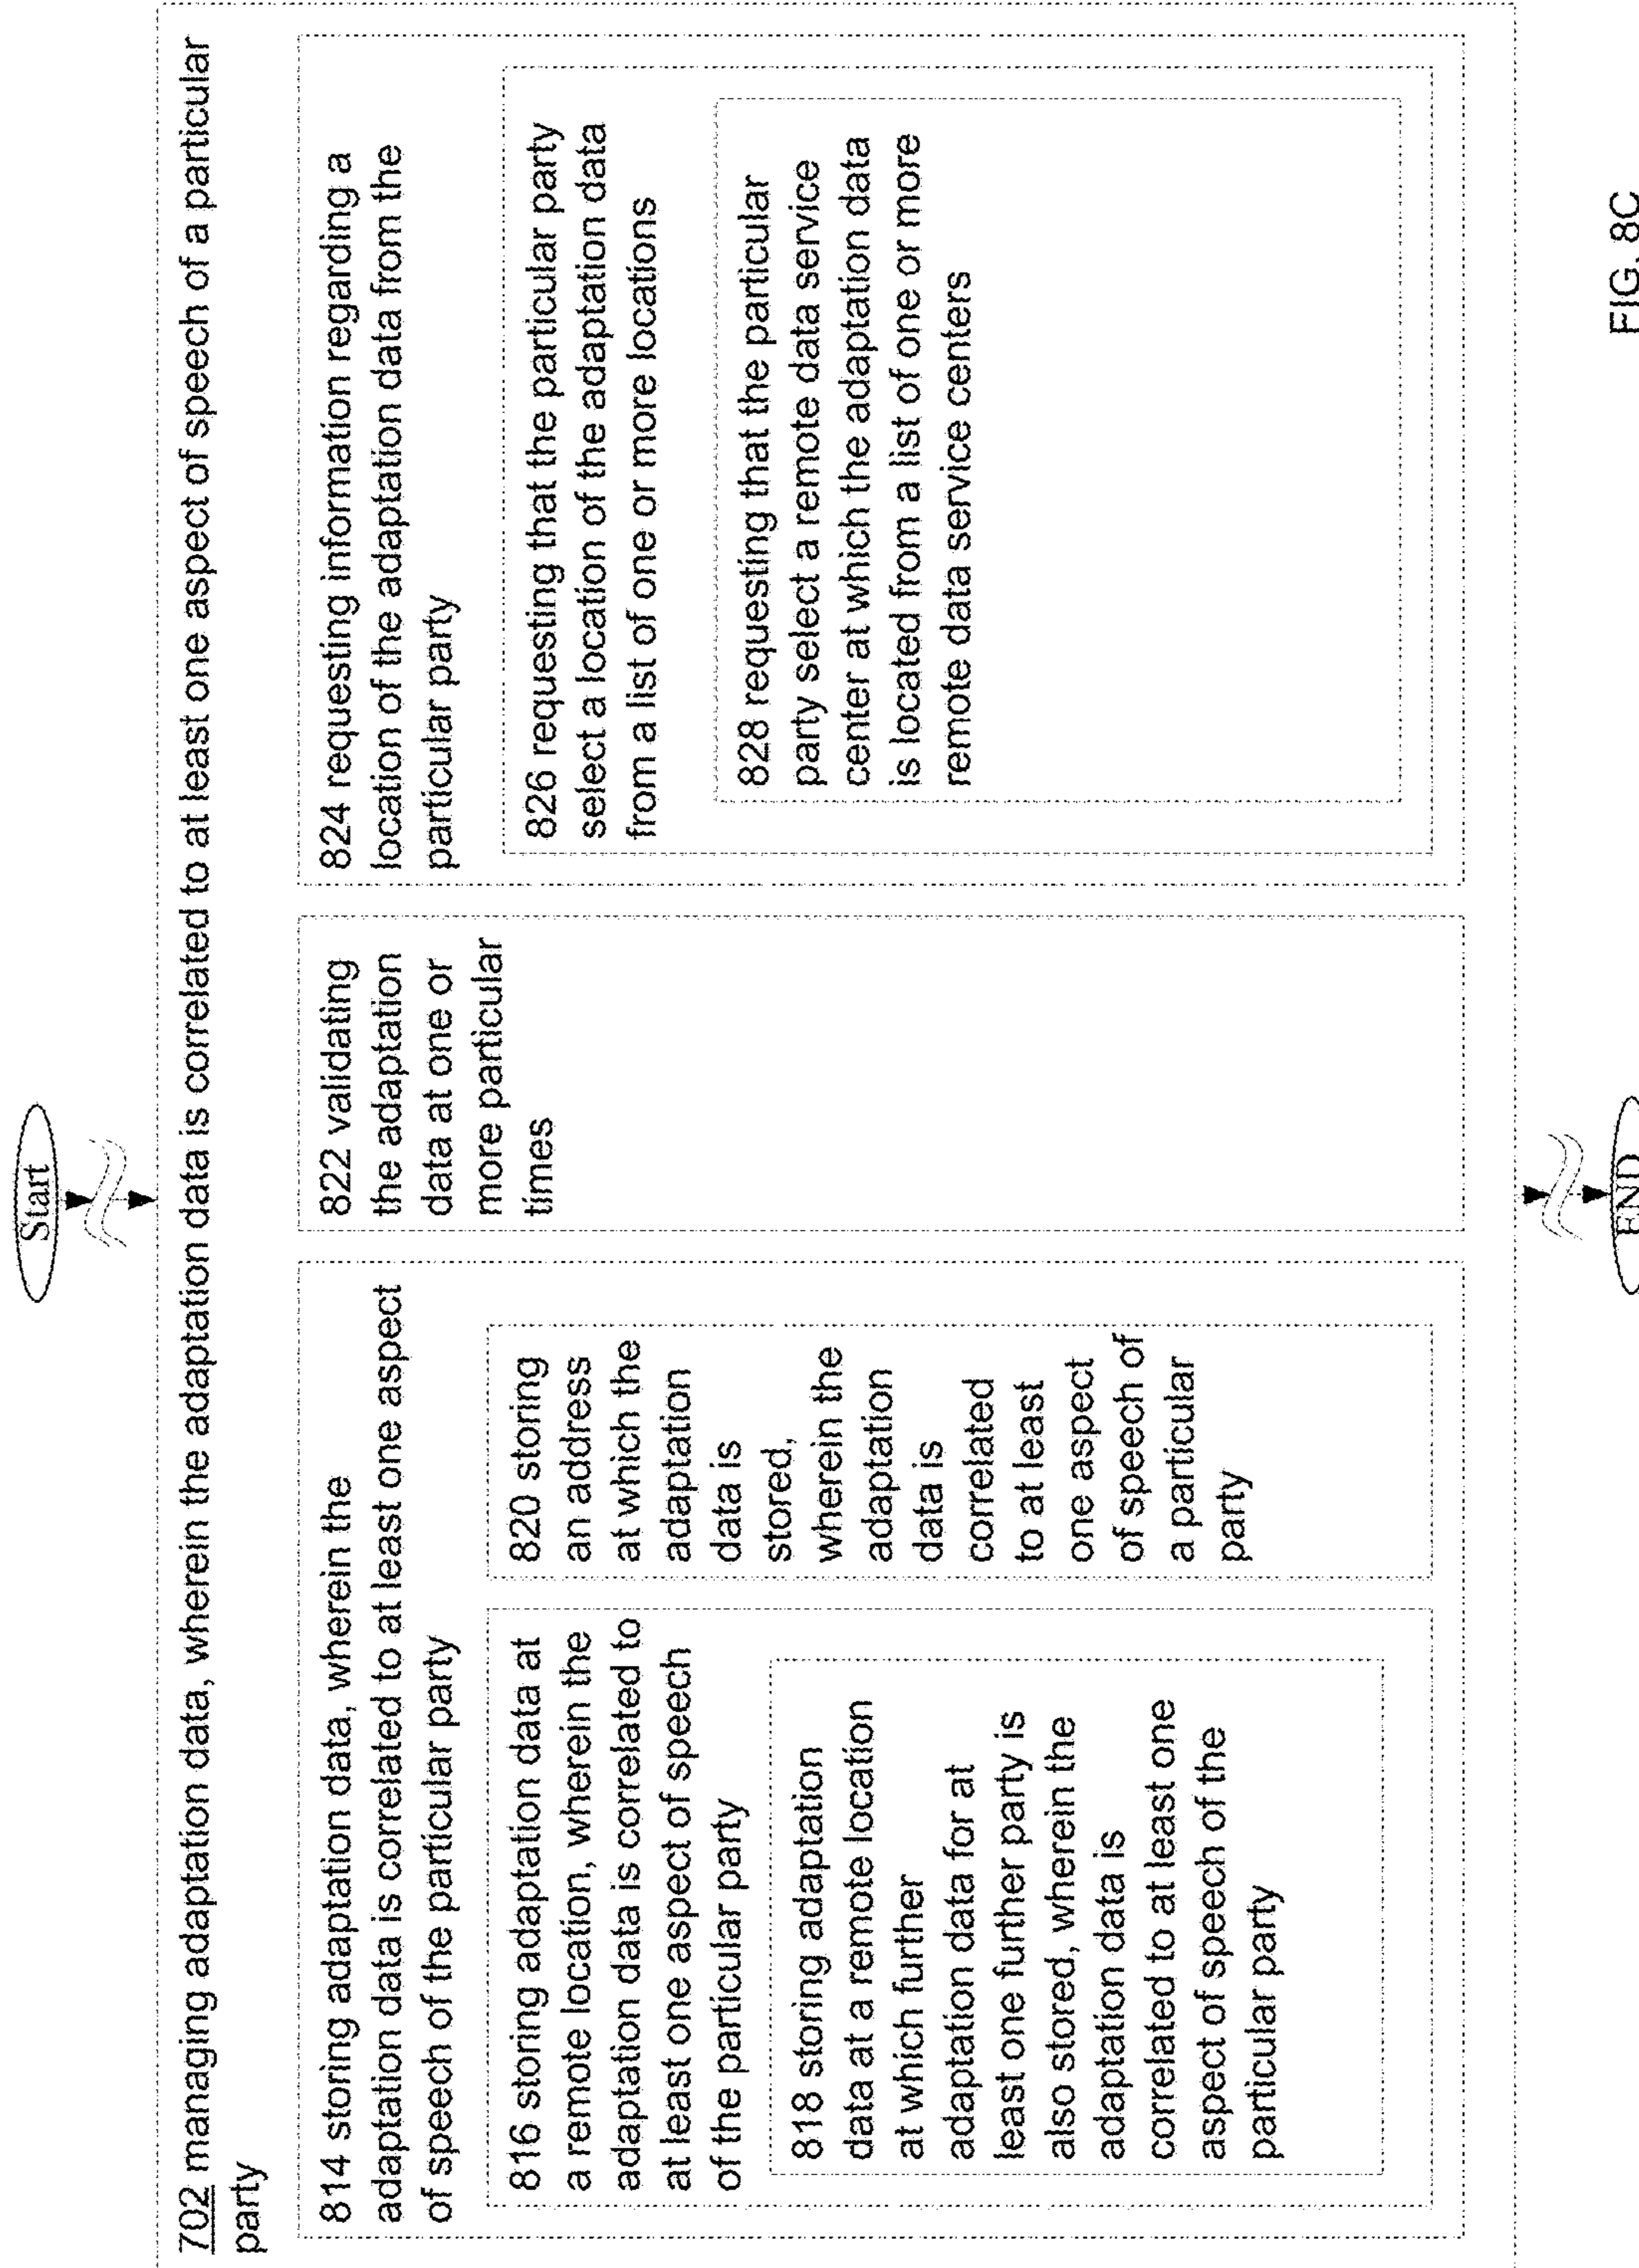 Start
702 managing adaptation data, wherein the adaptation data is correlated to at least one aspect of speech of a particular
party
814 storing adaptation data, wherein the
adaptation data is correlated to at least one aspect
of speech of the particular party
816 storing adaptation data at
a remote location, wherein the
adaptation data is correlated to
at least one aspect of speech
of the particular party
818 storing adaptation
data at a remote location
at which further
adaptation data for at
least one further party is
also stored, wherein the
adaptation data is
correlated to at least one
aspect of speech of the
particular party
820 storing
an address
at which the
adaptation
data is
stored,
wherein the
adaptation
data is
correlated
to at least
one aspect
of speech of
a particular
party
822 validating
the adaptation
data at one or
more particular
times
824 requesting information regarding a
location of the adaptation data from the
particular party
826 requesting that the particular party
select a location of the adaptation data
from a list of one or more locations
828 requesting that the particular
party select a remote data service
center at which the adaptation data
is located from a list of one or more
remote data service centers
END
FIG. 8C